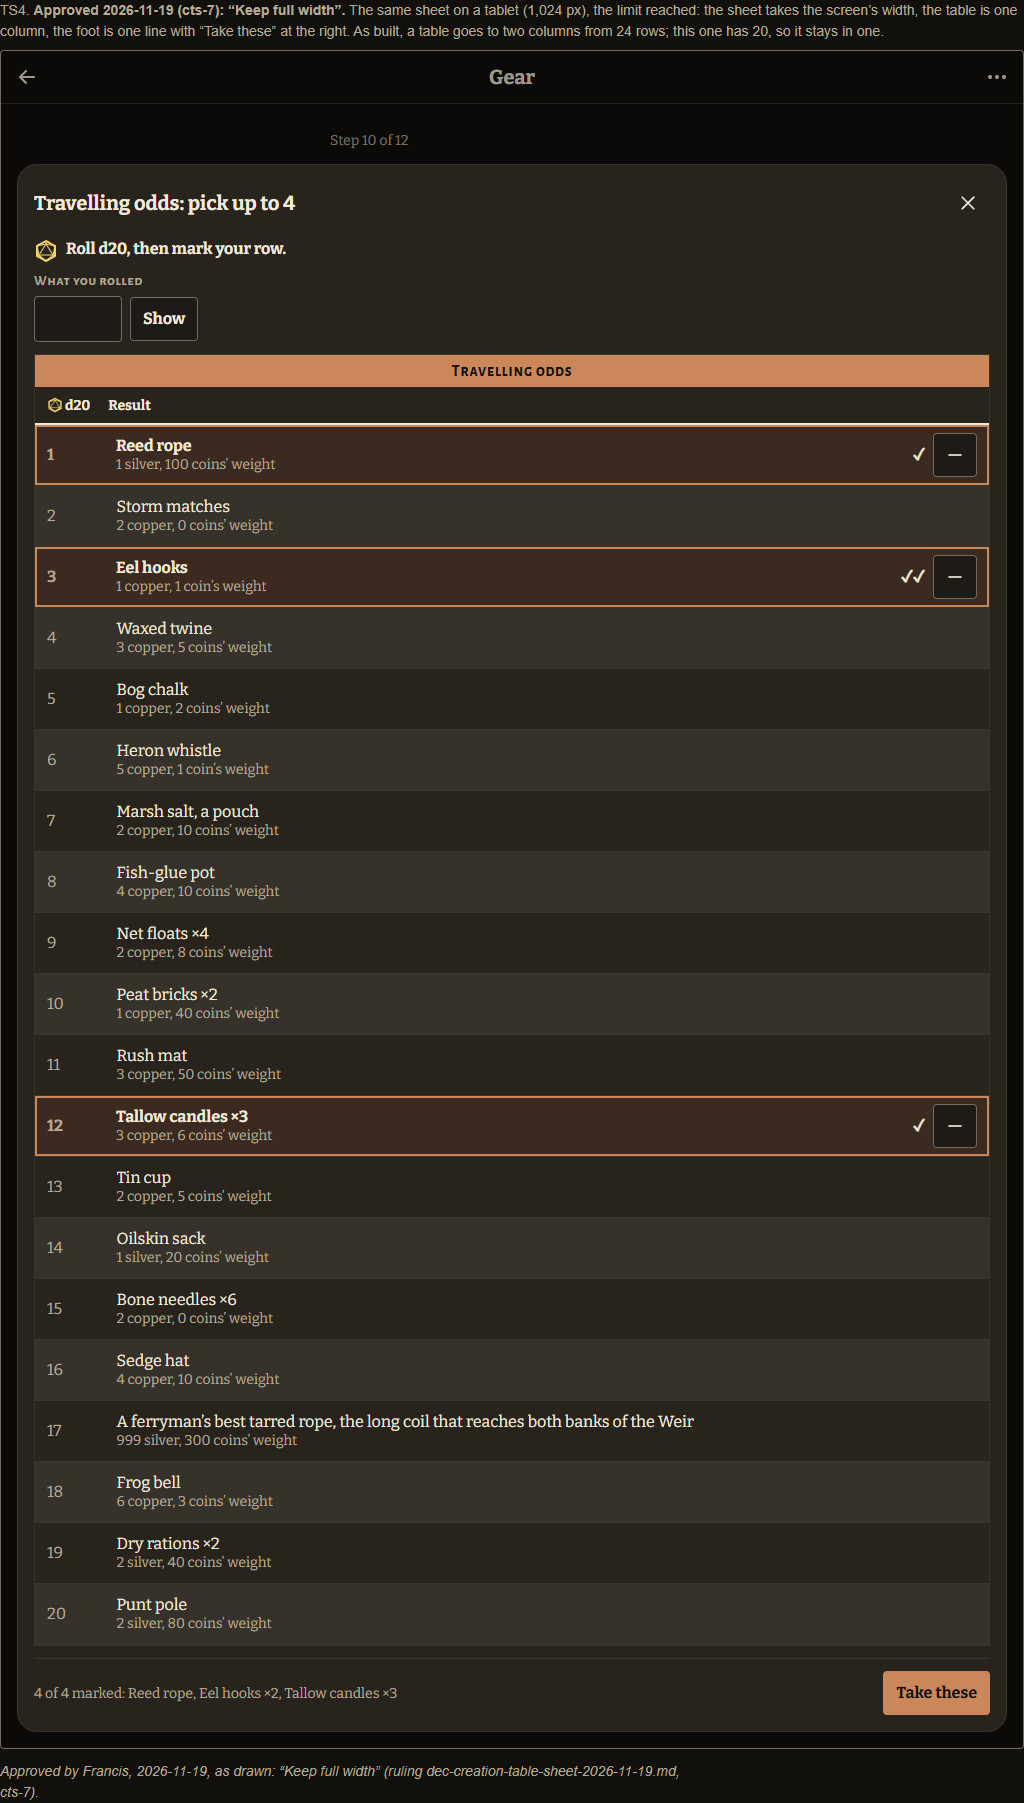 TS4. Approved 2026-11-19 (cts-7): “Keep full width”. The same sheet on a tablet (1,024 px), the limit reached: the sheet takes the screen’s width, the table is one
column, the foot is one line with “Take these” at the right. As built, a table goes to two columns from 24 rows; this one has 20, so it stays in one.
Gear
Step 10 of 12
Travelling odds: pick up to 4
Roll d20, then mark your row.
What you rolled
Show
Travelling odds
d20 Result
1 Reed rope
1 silver, 100 coins’ weight
2 Storm matches
2 copper, 0 coins’ weight
3 Eel hooks
1 copper, 1 coin’s weight
4 Waxed twine
3 copper, 5 coins’ weight
5 Bog chalk
1 copper, 2 coins’ weight
6 Heron whistle
5 copper, 1 coin’s weight
7 Marsh salt, a pouch
2 copper, 10 coins’ weight
8 Fish-glue pot
4 copper, 10 coins’ weight
9 Net floats ×4
2 copper, 8 coins’ weight
10 Peat bricks ×2
1 copper, 40 coins’ weight
11 Rush mat
3 copper, 50 coins’ weight
12 Tallow candles ×3
3 copper, 6 coins’ weight
13 Tin cup
2 copper, 5 coins’ weight
14 Oilskin sack
1 silver, 20 coins’ weight
15 Bone needles ×6
2 copper, 0 coins’ weight
16 Sedge hat
4 copper, 10 coins’ weight
17 A ferryman’s best tarred rope, the long coil that reaches both banks of the Weir
999 silver, 300 coins’ weight
18 Frog bell
6 copper, 3 coins’ weight
19 Dry rations ×2
2 silver, 40 coins’ weight
20 Punt pole
2 silver, 80 coins’ weight
4 of 4 marked: Reed rope, Eel hooks ×2, Tallow candles ×3
Take these
Approved by Francis, 2026-11-19, as drawn: “Keep full width” (ruling dec-creation-table-sheet-2026-11-19.md,
cts-7).